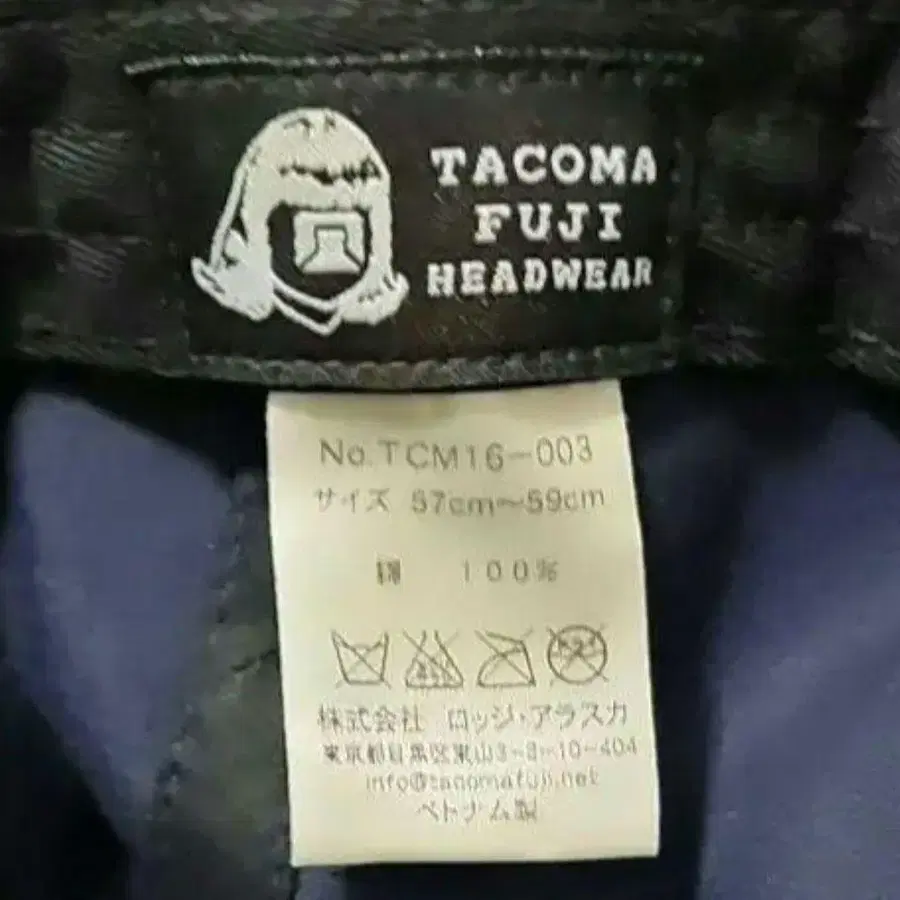 TACOMA
FUJI
HEADWEAR
No.TCM16-003
サイズ 57cm~59cm
綿 100%
株式会社 ロッジ・アラスカ
東京都目黒区東山3-8-10-404
info@tacomafuji.net
ベトナム製